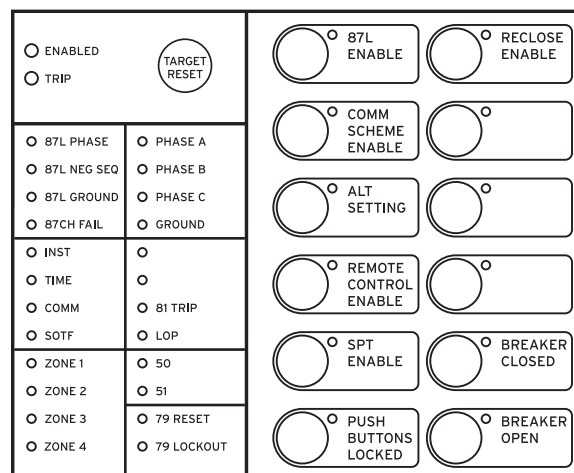 ENABLED
TRIP
TARGET
RESET
87L PHASE
87L NEG SEQ
87L GROUND
87CH FAIL
PHASE A
PHASE B
PHASE C
GROUND
INST
TIME
COMM
SOTF
81 TRIP
LOP
ZONE 1
ZONE 2
ZONE 3
ZONE 4
50
51
79 RESET
79 LOCKOUT
87L
ENABLE
RECLOSE
ENABLE
COMM
SCHEME
ENABLE
ALT
SETTING
REMOTE
CONTROL
ENABLE
SPT
ENABLE
BREAKER
CLOSED
PUSH
BUTTONS
LOCKED
BREAKER
OPEN